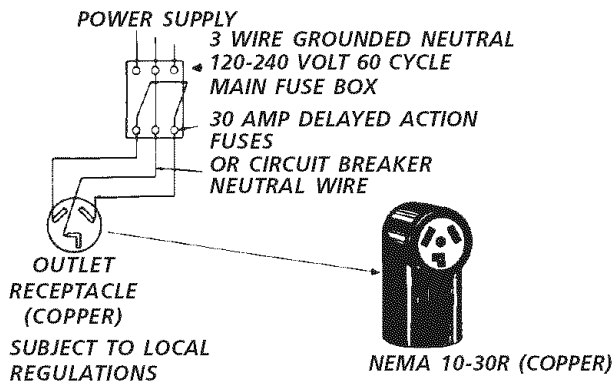 POWER SUPPLY
3 WIRE GROUNDED NEUTRAL
120-240 VOLT 60 CYCLE
MAIN FUSE BOX
30 AMP DELAYED ACTION
FUSES
OR CIRCUIT BREAKER
NEUTRAL WIRE
OUTLET
RECEPTACLE
(COPPER)
SUBJECT TO LOCAL
REGULATIONS
NEMA 10-30R (COPPER)